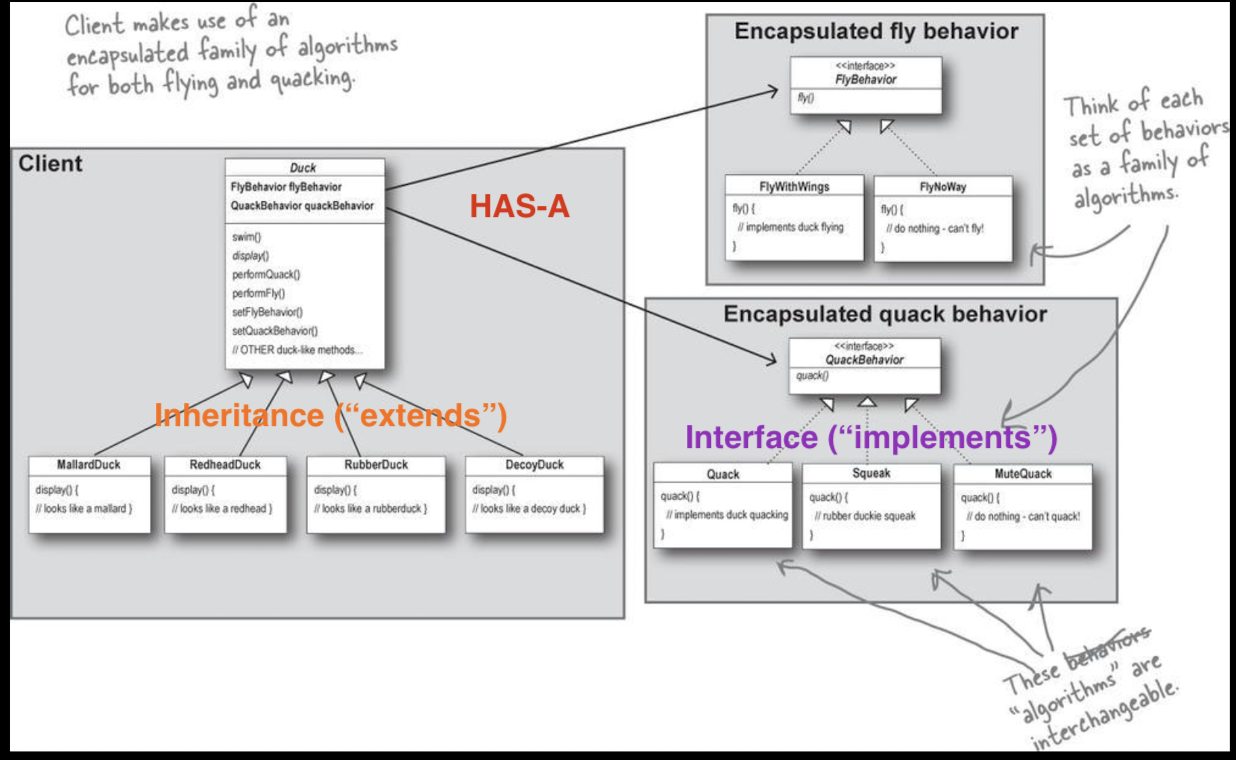 Client makes use of an
encapsulated family of algorithms
for both flying and quacking.
Client
Duck
FlyBehavior flyBehavior
QuackBehavior quackBehavior
swim()
display()
performQuack()
performFly()
setFlyBehavior()
setQuackBehavior()
// OTHER duck-like methods...
HAS-A
Inheritance (“extends”)
MallardDuck
display() {
// looks like a mallard }
RedheadDuck
display() {
// looks like a redhead }
RubberDuck
display() {
// looks like a rubberduck }
DecoyDuck
display() {
// looks like a decoy duck }
Encapsulated fly behavior
<<interface>>
FlyBehavior
fly()
FlyWithWings
fly() {
// implements duck flying
}
FlyNoWay
fly() {
// do nothing - can't fly!
}
Think of each
set of behaviors
as a family of
algorithms.
Encapsulated quack behavior
<<interface>>
QuackBehavior
quack()
Interface (“implements”)
Quack
quack() {
// implements duck quacking
}
Squeak
quack() {
// rubber duckie squeak
}
MuteQuack
quack() {
// do nothing - can't quack!
}
These behaviors
“algorithms” are
interchangeable.